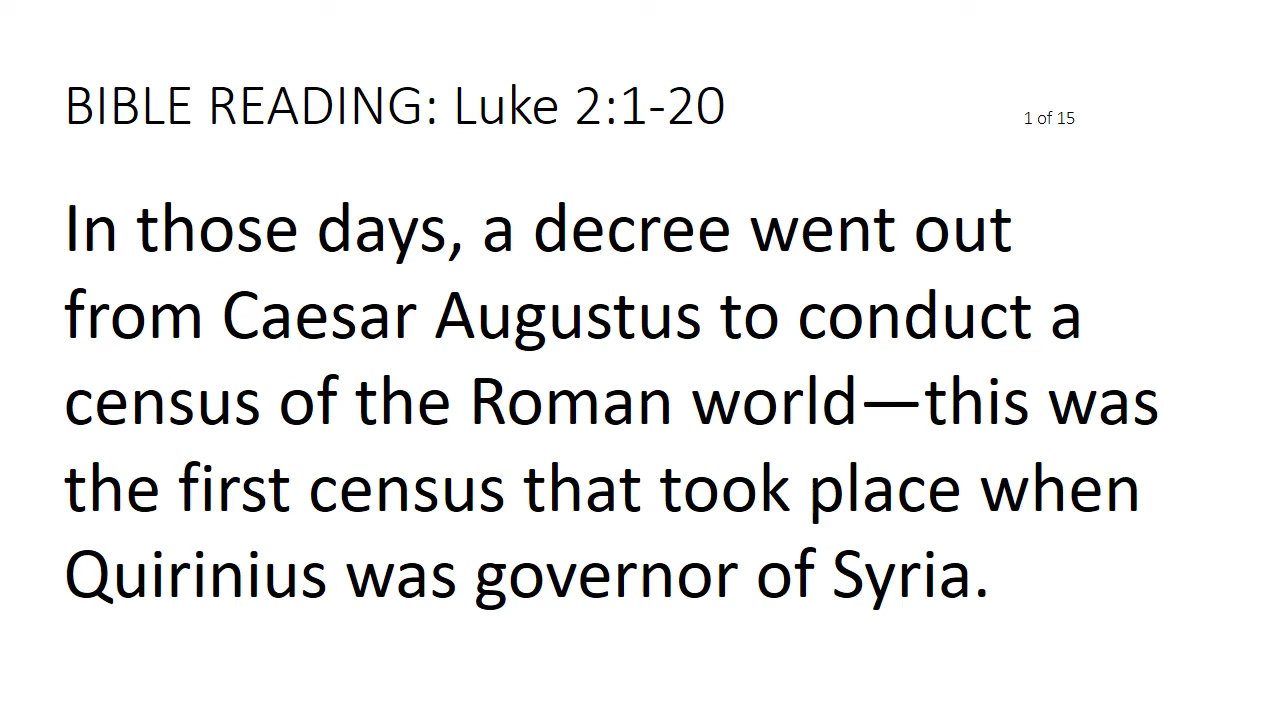 BIBLE READING: Luke 2:1-20
1 of 15
In those days, a decree went out
from Caesar Augustus to conduct a
census of the Roman world—this was
the first census that took place when
Quirinius was governor of Syria.